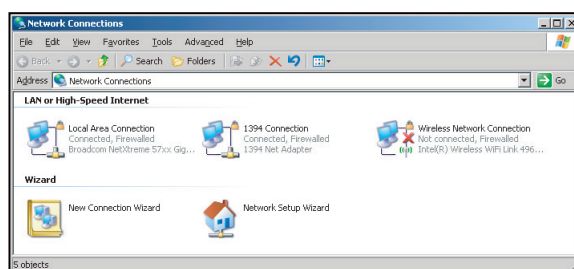 Network Connections
File Edit View Favorites Tools Advanced Help
Back Search Folders
Address Network Connections Go
LAN or High-Speed Internet
Local Area Connection
Connected, Firewalled
Broadcom NetXtreme 57xx Gig...
1394 Connection
Connected, Firewalled
1394 Net Adapter
Wireless Network Connection
Not connected, Firewalled
Intel(R) Wireless WiFi Link 496...
Wizard
New Connection Wizard
Network Setup Wizard
5 objects